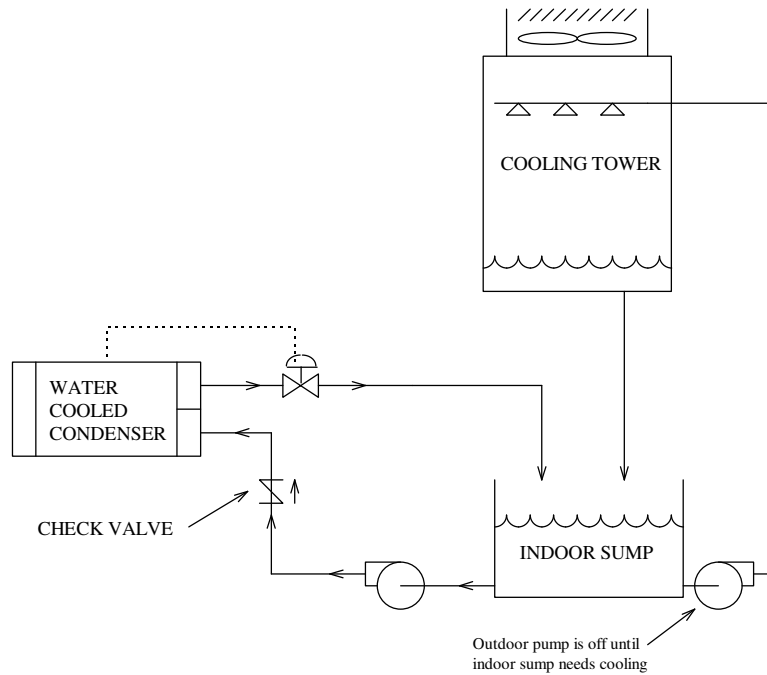 COOLING TOWER
WATER
COOLED
CONDENSER
CHECK VALVE
INDOOR SUMP
Outdoor pump is off until
indoor sump needs cooling